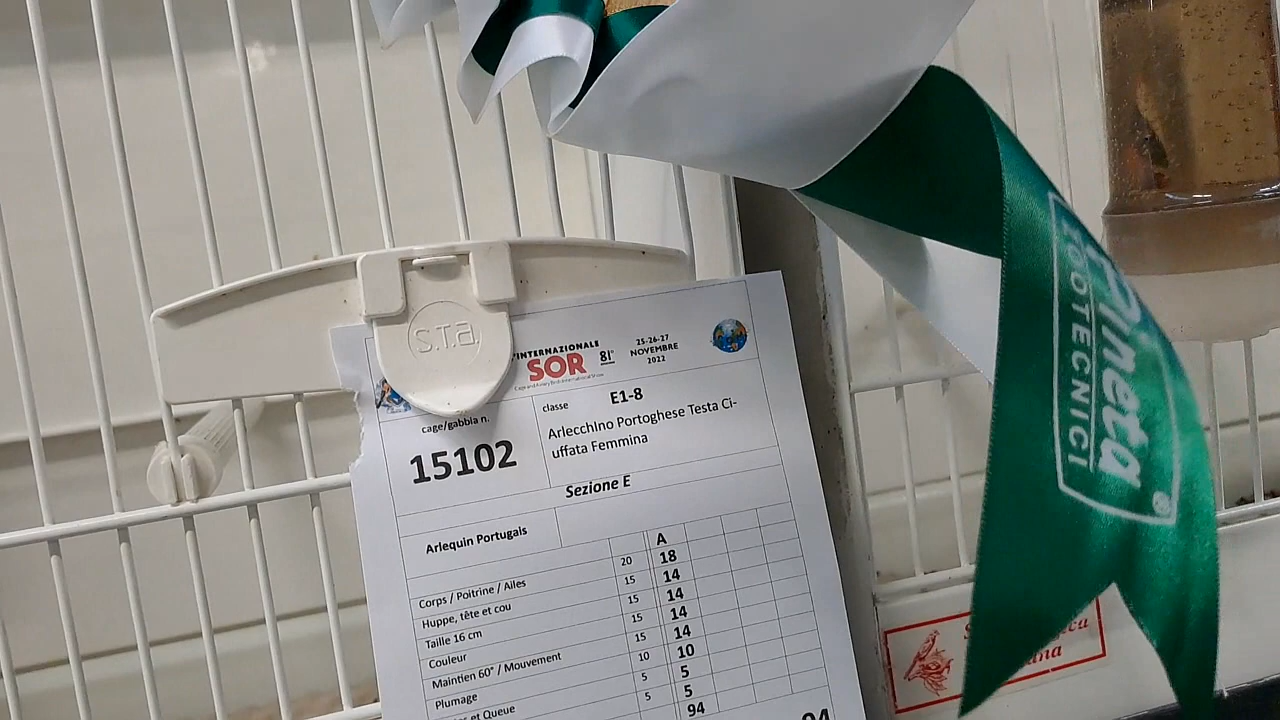 S.T.a.
INTERNAZIONALE
SOR
81°
25-26-27
NOVEMBRE
2022
cage/gabbia n.
15102
classe E1-8
Arlecchino Portoghese Testa Ci-
uffata Femmina
Sezione E
Arlequin Portugais
A
Corps / Poitrine / Ailes 20 18
Huppe, tête et cou 15 14
Taille 16 cm 15 14
Couleur 15 14
Maintien 60° / Mouvement 15 14
Plumage 10 10
et Queue 5 5
5 5
94
94
Pineta
ZOOTECNICI